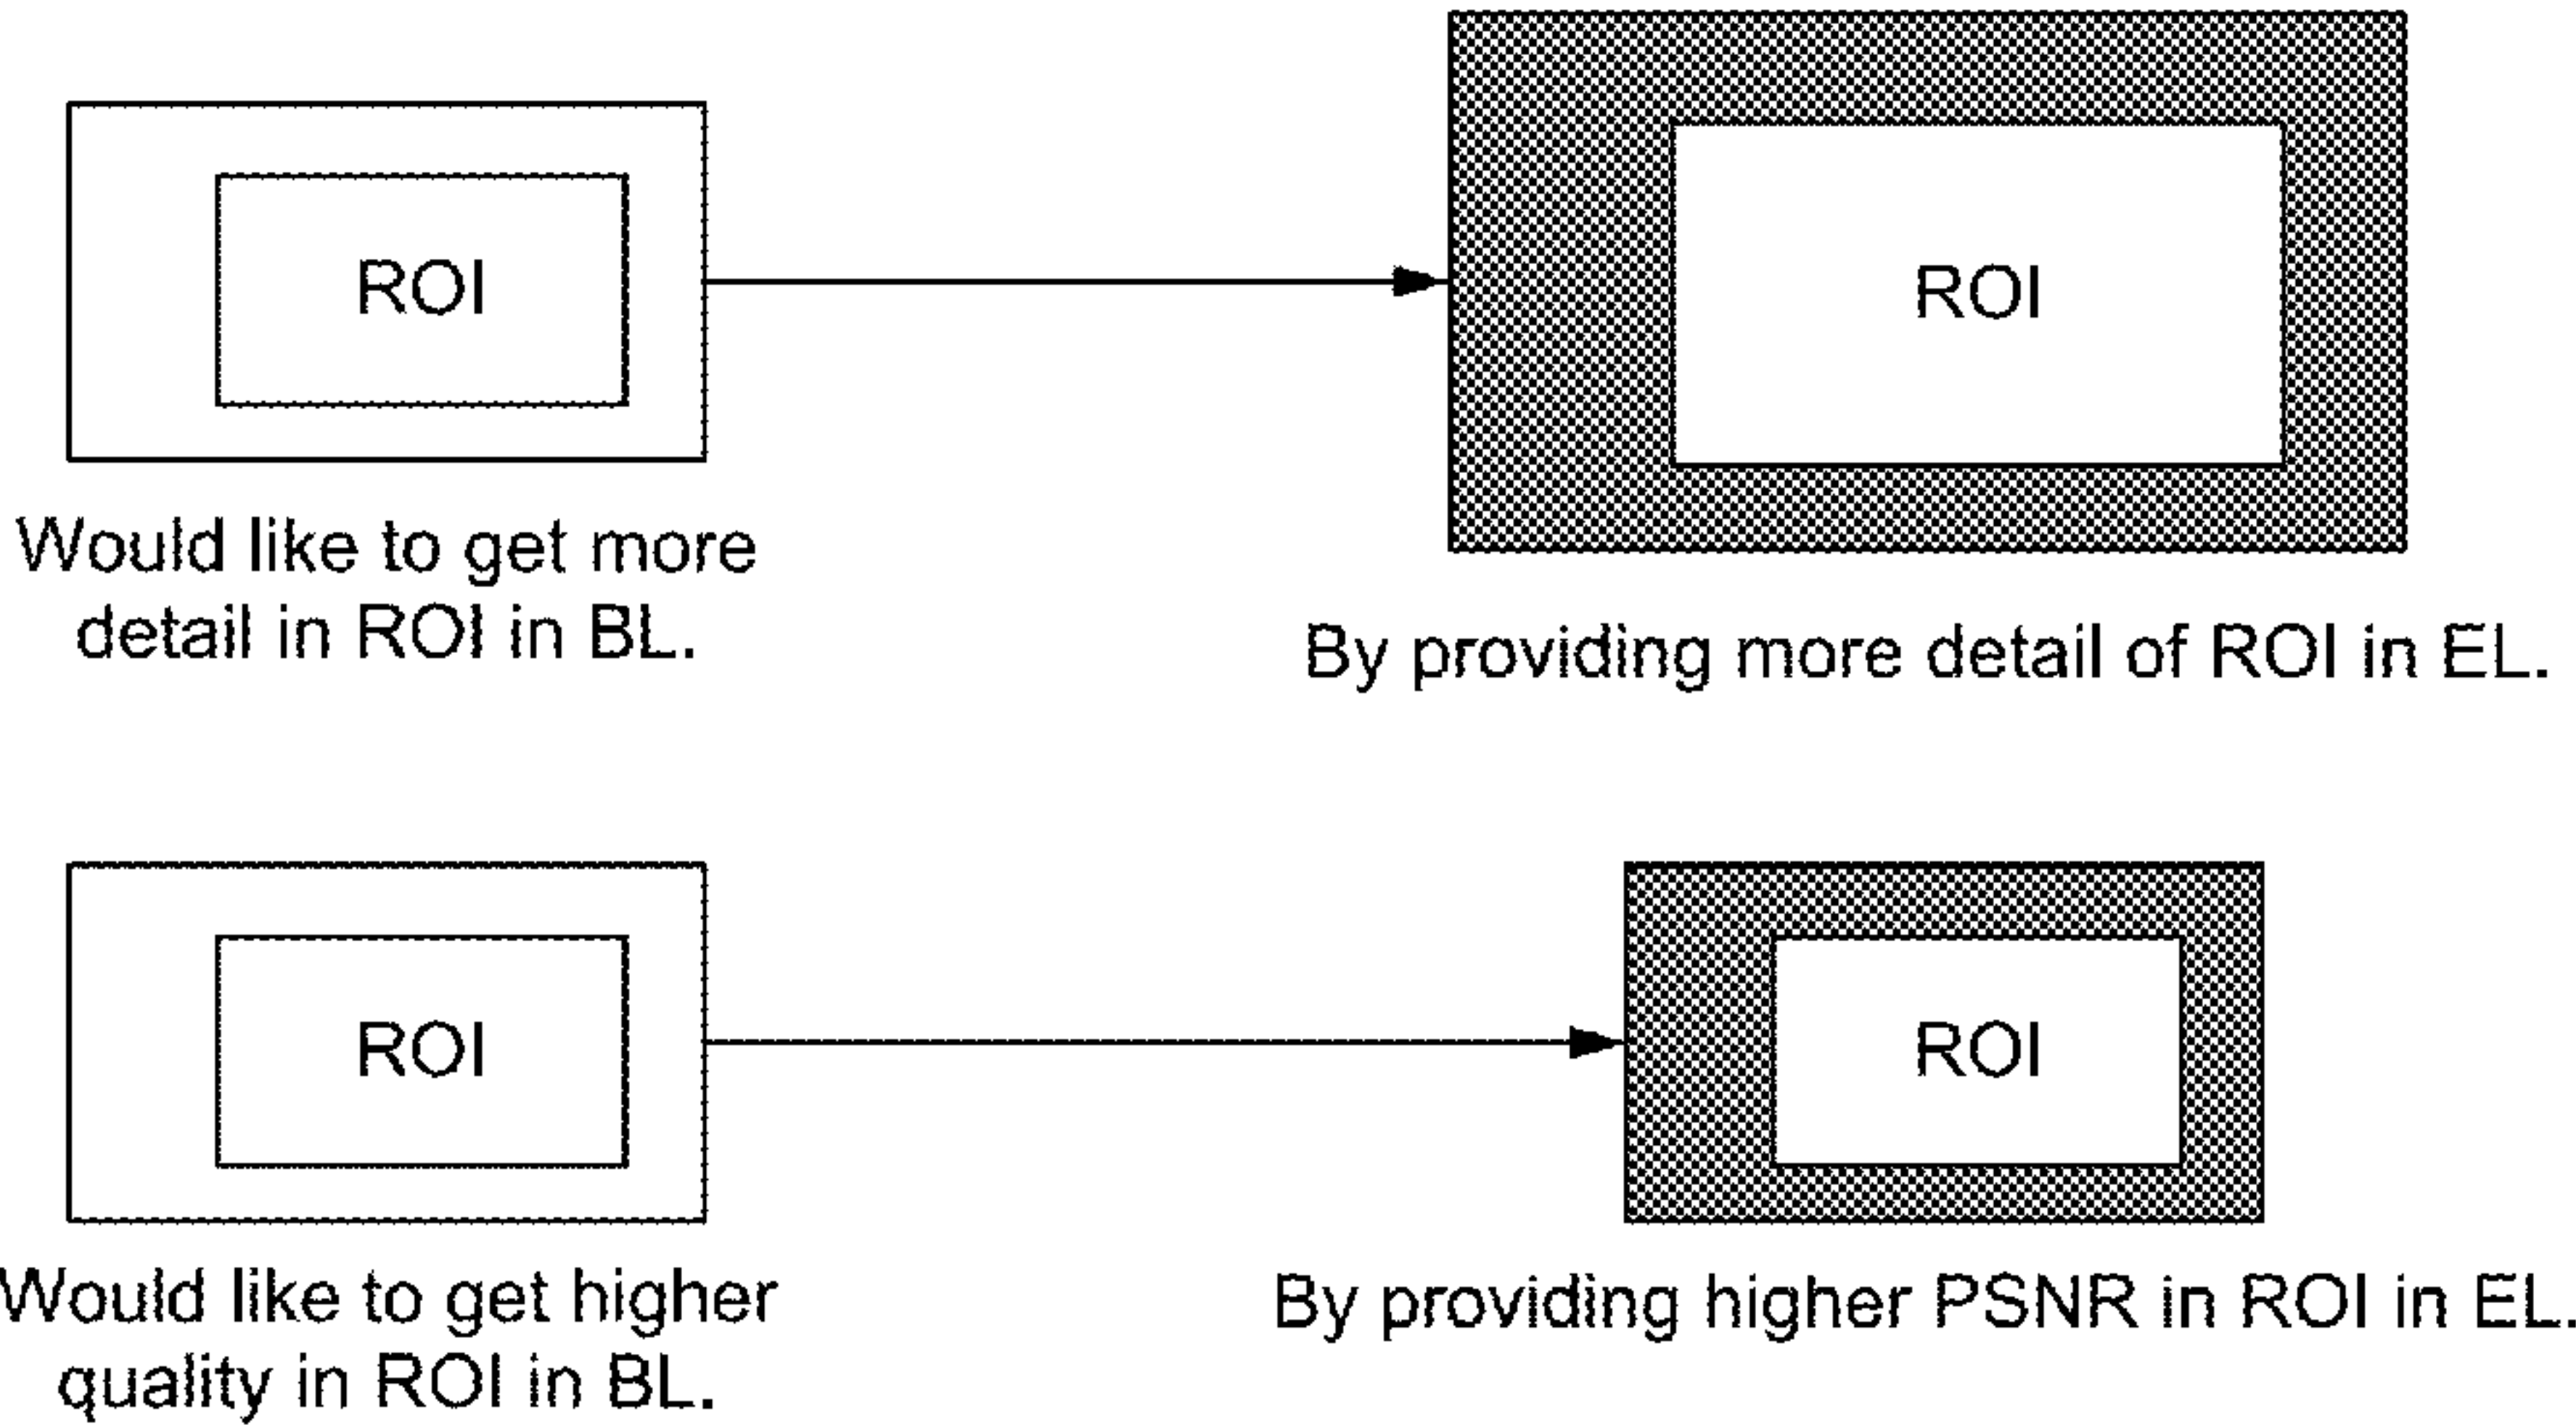 ROI
ROI
Would like to get more
detail in ROI in BL.
By providing more detail of ROI in EL.
ROI
ROI
Would like to get higher
quality in ROI in BL.
By providing higher PSNR in ROI in EL.